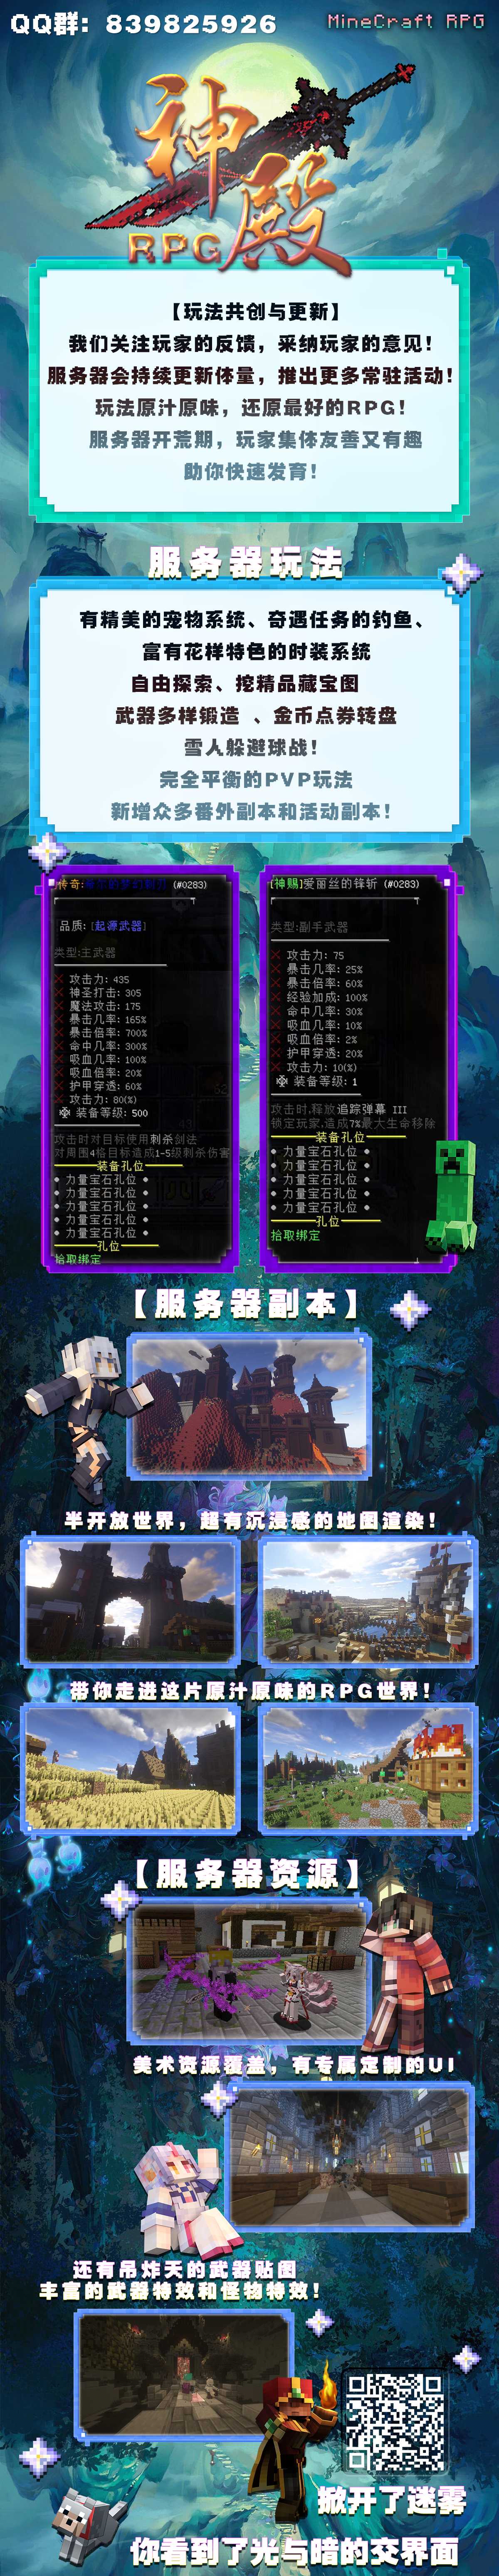 QQ群: 839825926
MineCraft RPG
神殿
RPG
【玩法共创与更新】
我们关注玩家的反馈，采纳玩家的意见！
服务器会持续更新体量，推出更多常驻活动！
玩法原汁原味，还原最好的RPG！
服务器开荒期，玩家集体友善又有趣
助你快速发育！
服务器玩法
有精美的宠物系统、奇遇任务的钓鱼、
富有花样特色的时装系统
自由探索、挖精品藏宝图
武器多样锻造 、金币点券转盘
雪人躲避球战！
完全平衡的PVP玩法
新增众多番外副本和活动副本！
传奇: (#0283)
品质: [起源武器]
类型:主武器
攻击力: 435
神圣打击: 305
魔法攻击: 175
暴击几率: 165%
暴击倍率: 700%
命中几率: 300%
吸血几率: 100%
吸血倍率: 20%
护甲穿透: 60%
攻击力: 80(%)
装备等级: 500
攻击时对目标使用刺杀剑法
对周围4格目标造成1-5级刺杀伤害
装备孔位
力量宝石孔位
力量宝石孔位
力量宝石孔位
力量宝石孔位
力量宝石孔位
孔位
拾取绑定
[神赐]爱丽丝的锋斩 (#0283)
类型:副手武器
攻击力: 75
暴击几率: 25%
暴击倍率: 60%
经验加成: 100%
命中几率: 30%
吸血几率: 10%
吸血倍率: 2%
护甲穿透: 20%
攻击力: 10(%)
装备等级: 1
攻击时,释放追踪弹幕 III
锁定玩家,造成7%最大生命移除
装备孔位
力量宝石孔位
力量宝石孔位
力量宝石孔位
力量宝石孔位
力量宝石孔位
孔位
拾取绑定
【服务器副本】
半开放世界，超有沉浸感的地图渲染！
带你走进这片原汁原味的RPG世界！
【服务器资源】
美术资源覆盖，有专属定制的UI
还有吊炸天的武器贴图
丰富的武器特效和怪物特效！
掀开了迷雾
你看到了光与暗的交界面